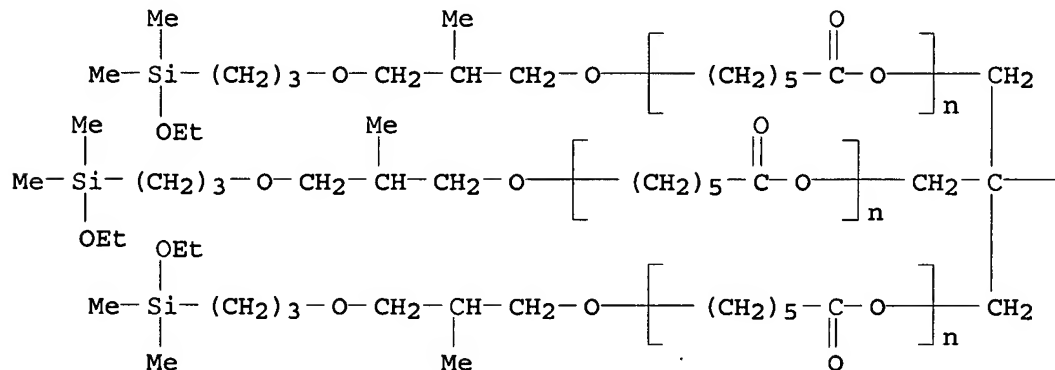 Me Me O
Me-Si-(CH2)3-O-CH2-CH-CH2-O-[-(CH2)5-C-O-]n-CH2
Me OEt Me O
Me-Si-(CH2)3-O-CH2-CH-CH2-O-[-(CH2)5-C-O-]n-CH2-C-
OEt OEt
Me-Si-(CH2)3-O-CH2-CH-CH2-O-[-(CH2)5-C-O-]n-CH2
Me Me O